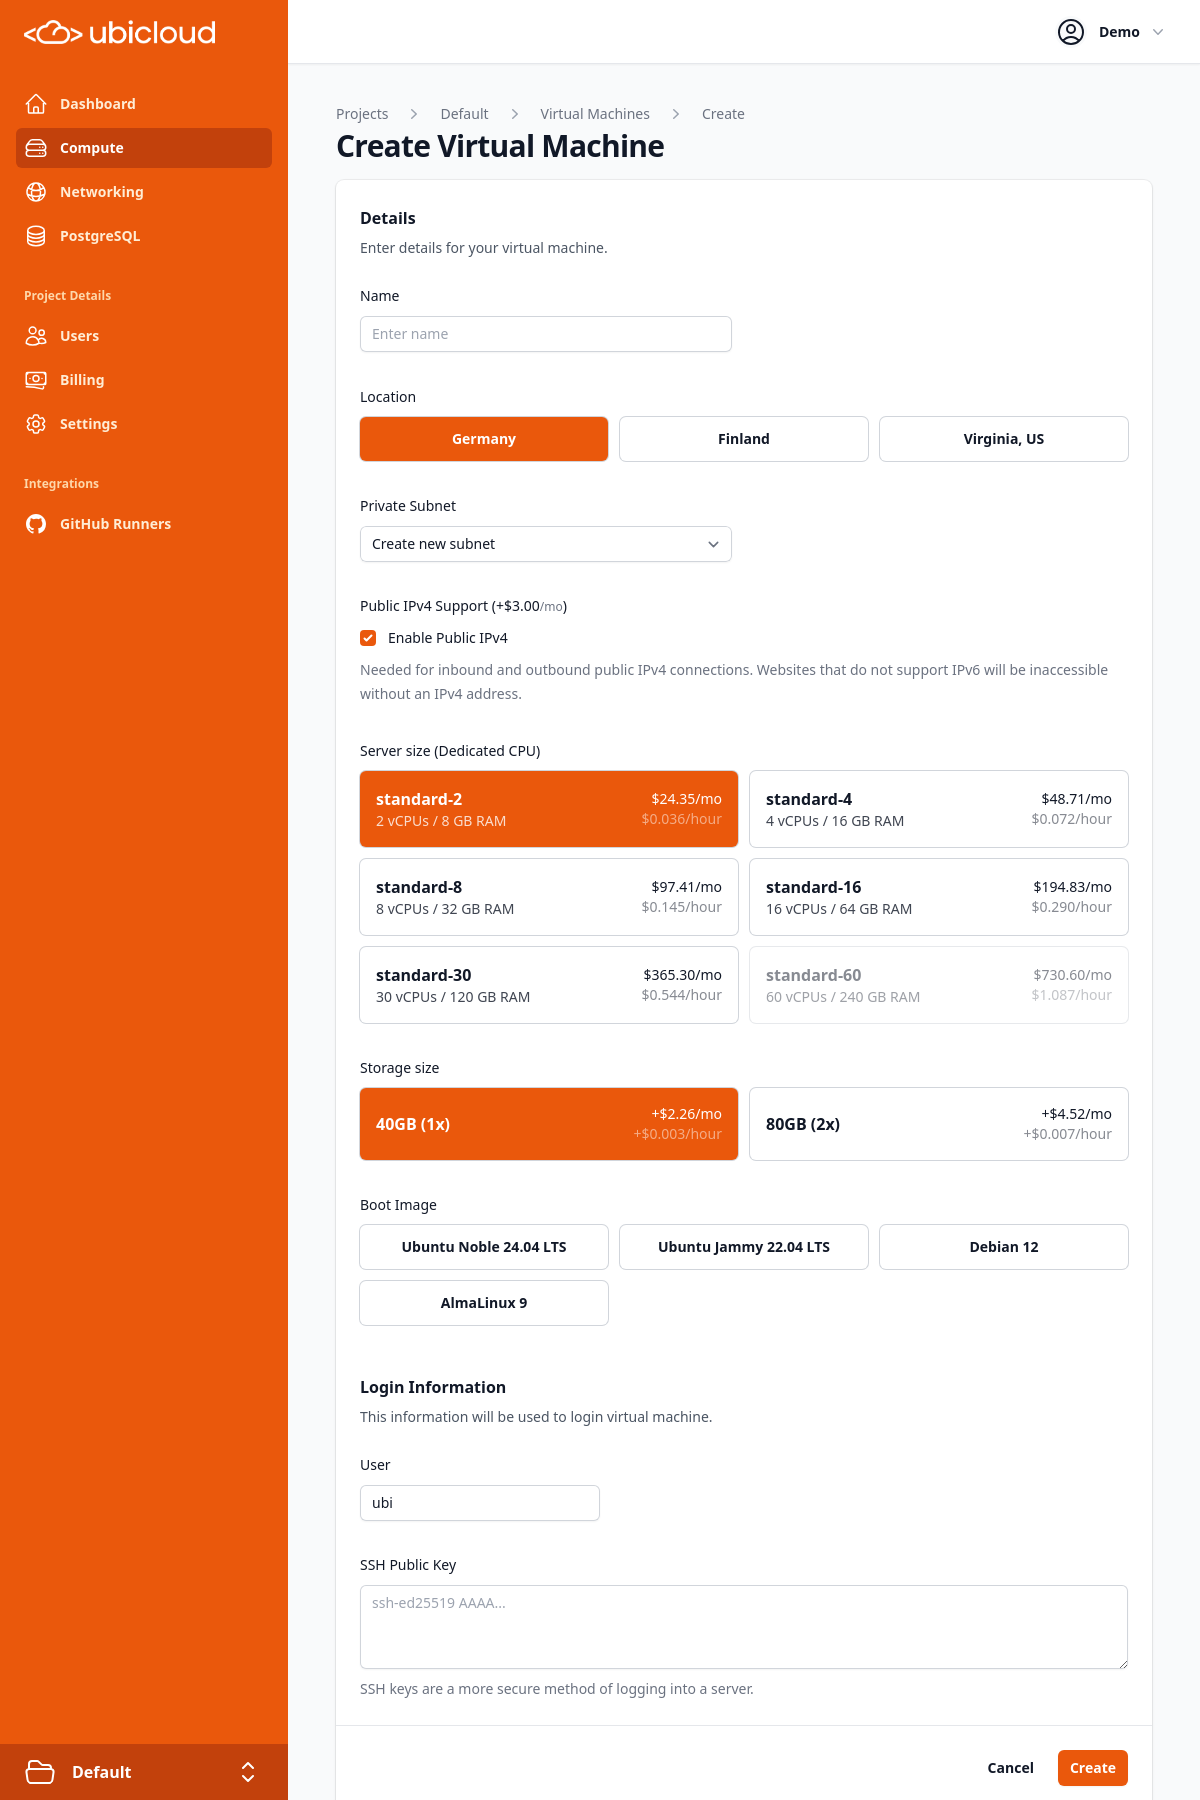 ubicloud
Demo
Dashboard
Compute
Networking
PostgreSQL
Project Details
Users
Billing
Settings
Integrations
GitHub Runners
Default
Projects > Default > Virtual Machines > Create
Create Virtual Machine
Details
Enter details for your virtual machine.
Name
Enter name
Location
Germany
Finland
Virginia, US
Private Subnet
Create new subnet
Public IPv4 Support (+$3.00/mo)
Enable Public IPv4
Needed for inbound and outbound public IPv4 connections. Websites that do not support IPv6 will be inaccessible
without an IPv4 address.
Server size (Dedicated CPU)
standard-2 $24.35/mo
2 vCPUs / 8 GB RAM $0.036/hour
standard-4 $48.71/mo
4 vCPUs / 16 GB RAM $0.072/hour
standard-8 $97.41/mo
8 vCPUs / 32 GB RAM $0.145/hour
standard-16 $194.83/mo
16 vCPUs / 64 GB RAM $0.290/hour
standard-30 $365.30/mo
30 vCPUs / 120 GB RAM $0.544/hour
standard-60 $730.60/mo
60 vCPUs / 240 GB RAM $1.087/hour
Storage size
40GB (1x)
+$2.26/mo
+$0.003/hour
80GB (2x)
+$4.52/mo
+$0.007/hour
Boot Image
Ubuntu Noble 24.04 LTS
Ubuntu Jammy 22.04 LTS
Debian 12
AlmaLinux 9
Login Information
This information will be used to login virtual machine.
User
ubi
SSH Public Key
ssh-ed25519 AAAA...
SSH keys are a more secure method of logging into a server.
Cancel
Create